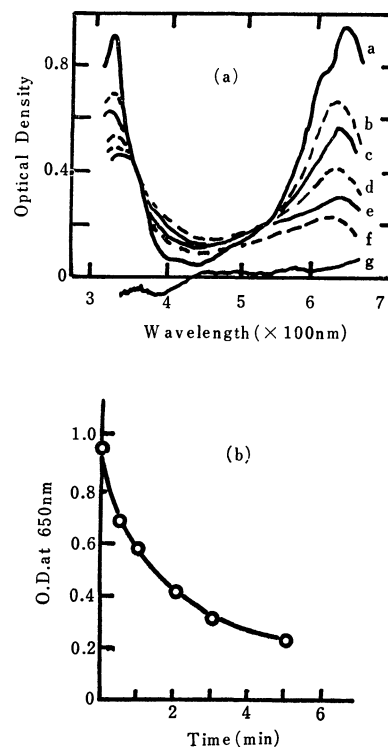 (a)
Optical Density
0.8
0.4
0
a
b
c
d
e
f
g
3 4 5 6 7
Wavelength(×100nm)
(b)
O.D.at 650nm
1.0
0.8
0.6
0.4
0.2
0
2 4 6
Time(min)